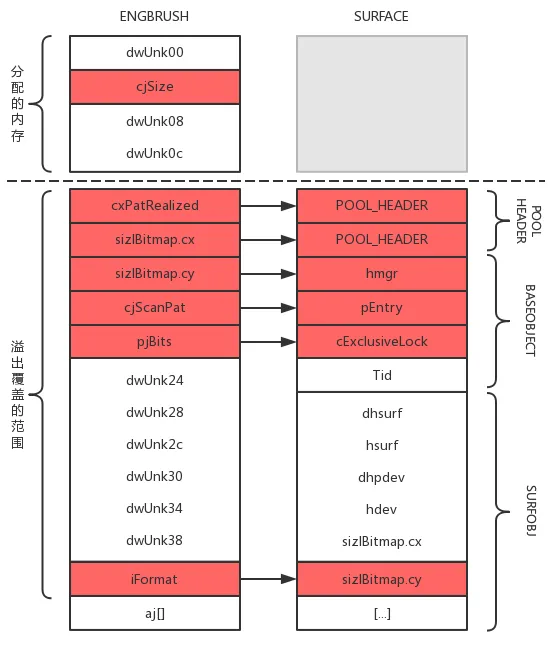 ENGBRUSH
SURFACE
分配的内存
dwUnk00
cjSize
dwUnk08
dwUnk0c
溢出覆盖的范围
cxPatRealized
POOL_HEADER
sizlBitmap.cx
POOL_HEADER
sizlBitmap.cy
hmgr
cjScanPat
pEntry
pjBits
cExclusiveLock
dwUnk24
Tid
dwUnk28
dhsurf
dwUnk2c
hsurf
dwUnk30
dhpdev
dwUnk34
hdev
dwUnk38
sizlBitmap.cx
iFormat
sizlBitmap.cy
aj[]
[...]
POOL
HEADER
BASEOBJECT
SURFOBJ